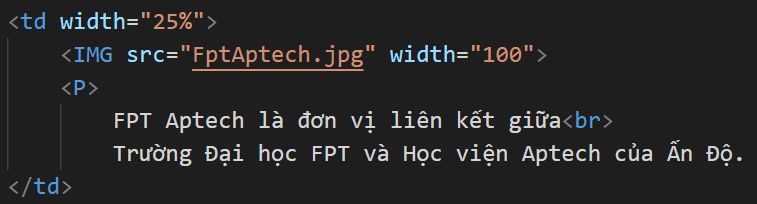 <td width="25%">
<IMG src="FptAptech.jpg" width="100">
<P>
FPT Aptech là đơn vị liên kết giữa<br>
Trường Đại học FPT và Học viện Aptech của Ấn Độ.
</td>